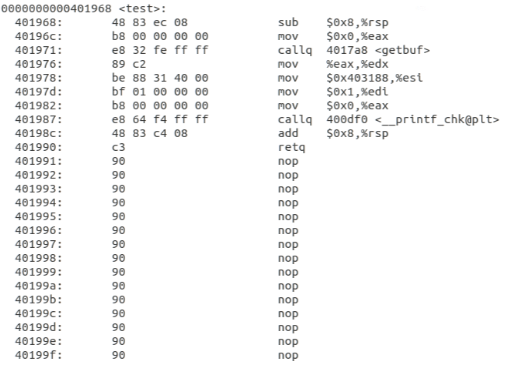 0000000000401968 <test>:
401968: 48 83 ec 08 sub $0x8,%rsp
40196c: b8 00 00 00 00 mov $0x0,%eax
401971: e8 32 fe ff ff callq 4017a8 <getbuf>
401976: 89 c2 mov %eax,%edx
401978: be 88 31 40 00 mov $0x403188,%esi
40197d: bf 01 00 00 00 mov $0x1,%edi
401982: b8 00 00 00 00 mov $0x0,%eax
401987: e8 64 f4 ff ff callq 400df0 <__printf_chk@plt>
40198c: 48 83 c4 08 add $0x8,%rsp
401990: c3 retq
401991: 90 nop
401992: 90 nop
401993: 90 nop
401994: 90 nop
401995: 90 nop
401996: 90 nop
401997: 90 nop
401998: 90 nop
401999: 90 nop
40199a: 90 nop
40199b: 90 nop
40199c: 90 nop
40199d: 90 nop
40199e: 90 nop
40199f: 90 nop